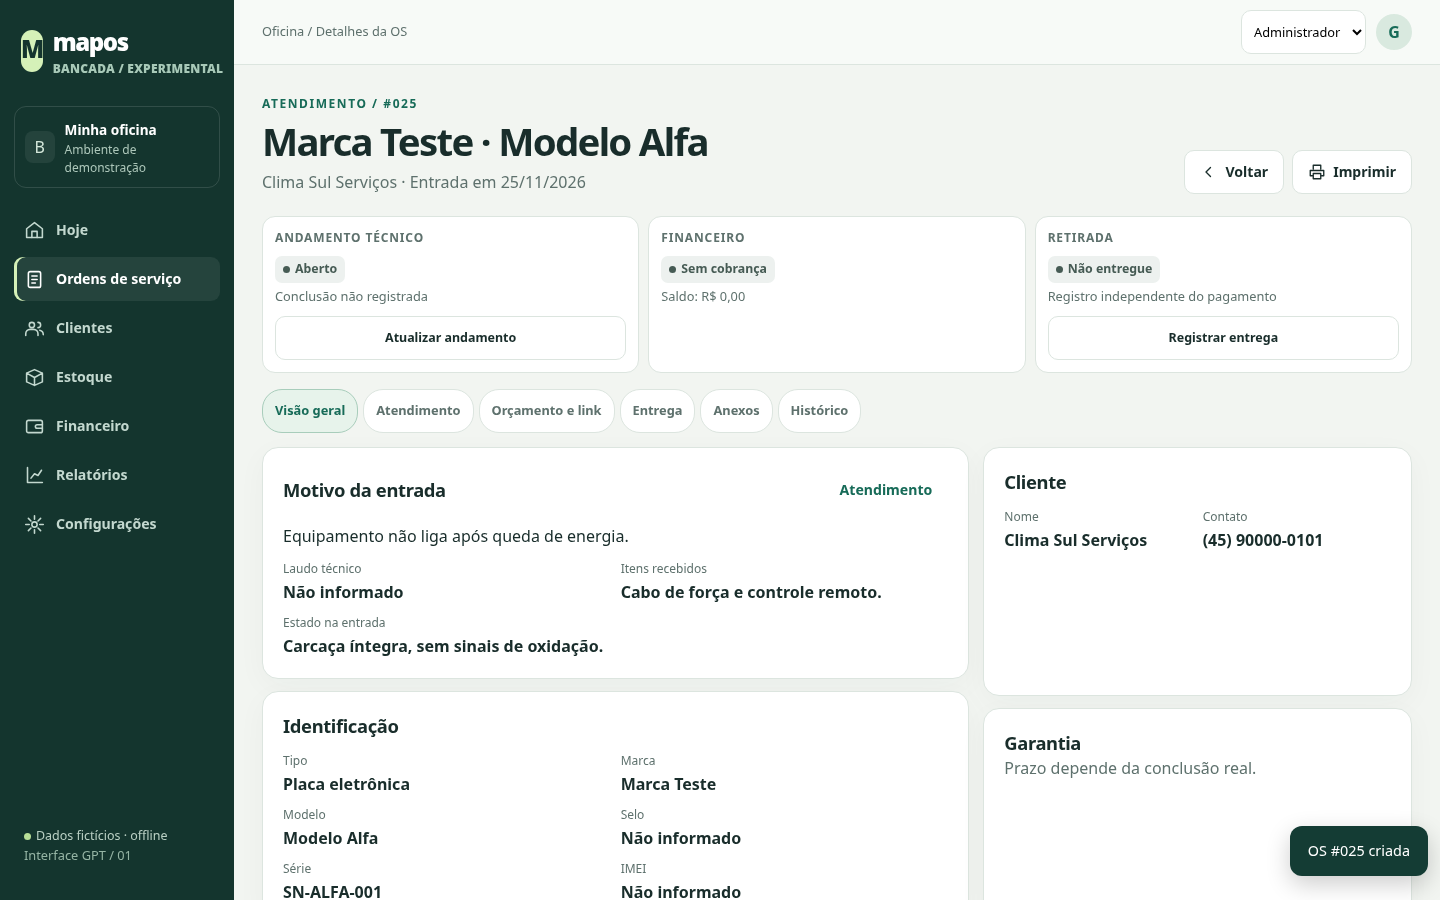 M
mapos
BANCADA / EXPERIMENTAL
B
Minha oficina
Ambiente de
demonstração
Hoje
Ordens de serviço
Clientes
Estoque
Financeiro
Relatórios
Configurações
Dados fictícios · offline
Interface GPT / 01
Oficina / Detalhes da OS
Administrador
G
ATENDIMENTO / #025
Marca Teste · Modelo Alfa
Clima Sul Serviços · Entrada em 25/11/2026
Voltar
Imprimir
ANDAMENTO TÉCNICO
Aberto
Conclusão não registrada
Atualizar andamento
FINANCEIRO
Sem cobrança
Saldo: R$ 0,00
RETIRADA
Não entregue
Registro independente do pagamento
Registrar entrega
Visão geral
Atendimento
Orçamento e link
Entrega
Anexos
Histórico
Motivo da entrada
Atendimento
Equipamento não liga após queda de energia.
Laudo técnico
Não informado
Itens recebidos
Cabo de força e controle remoto.
Estado na entrada
Carcaça íntegra, sem sinais de oxidação.
Identificação
Tipo
Placa eletrônica
Marca
Marca Teste
Modelo
Modelo Alfa
Selo
Não informado
Série
SN-ALFA-001
IMEI
Não informado
Cliente
Nome
Clima Sul Serviços
Contato
(45) 90000-0101
Garantia
Prazo depende da conclusão real.
OS #025 criada